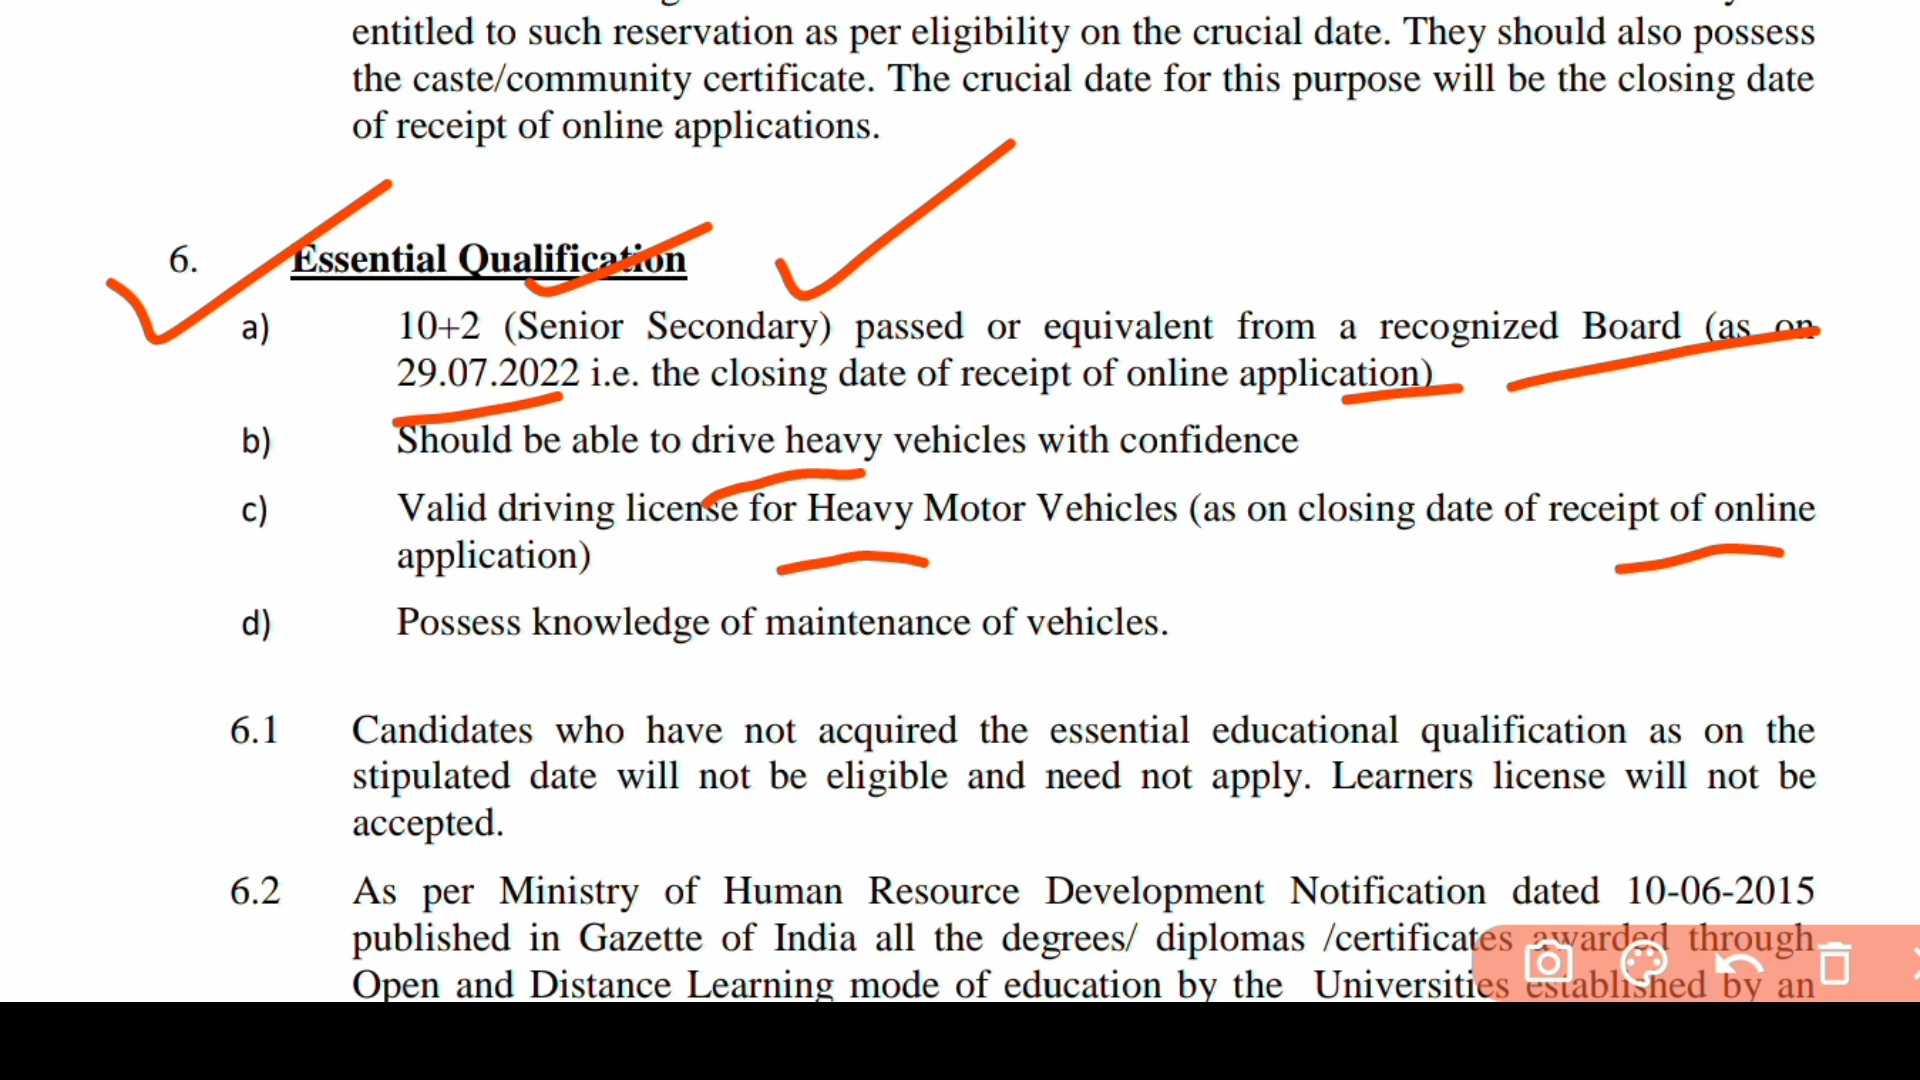 entitled to such reservation as per eligibility on the crucial date. They should also possess
the caste/community certificate. The crucial date for this purpose will be the closing date
of receipt of online applications.
6. Essential Qualification
a) 10+2 (Senior Secondary) passed or equivalent from a recognized Board (as on
29.07.2022 i.e. the closing date of receipt of online application)
b) Should be able to drive heavy vehicles with confidence
c) Valid driving license for Heavy Motor Vehicles (as on closing date of receipt of online
application)
d) Possess knowledge of maintenance of vehicles.
6.1 Candidates who have not acquired the essential educational qualification as on the
stipulated date will not be eligible and need not apply. Learners license will not be
accepted.
6.2 As per Ministry of Human Resource Development Notification dated 10-06-2015
published in Gazette of India all the degrees/ diplomas /certificates awarded through
Open and Distance Learning mode of education by the Universities established by an